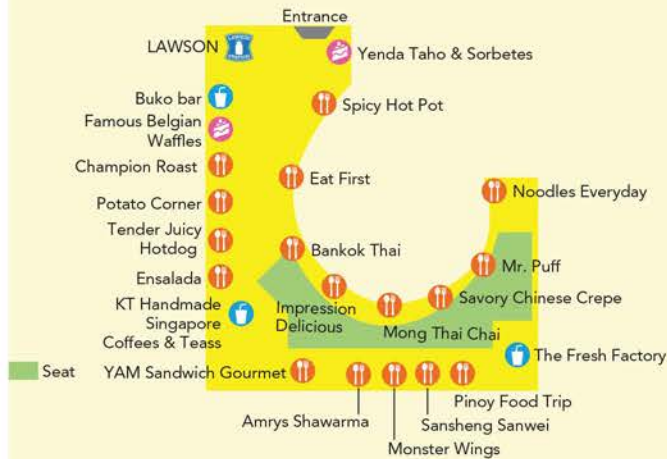 Entrance
LAWSON
Yenda Taho & Sorbetes
Buko bar
Spicy Hot Pot
Famous Belgian
Waffles
Champion Roast
Eat First
Noodles Everyday
Potato Corner
Tender Juicy
Hotdog
Bankok Thai
Mr. Puff
Ensalada
Savory Chinese Crepe
KT Handmade
Singapore
Coffees & Teass
Impression
Delicious
Mong Thai Chai
The Fresh Factory
Seat
YAM Sandwich Gourmet
Pinoy Food Trip
Amrys Shawarma
Sansheng Sanwei
Monster Wings